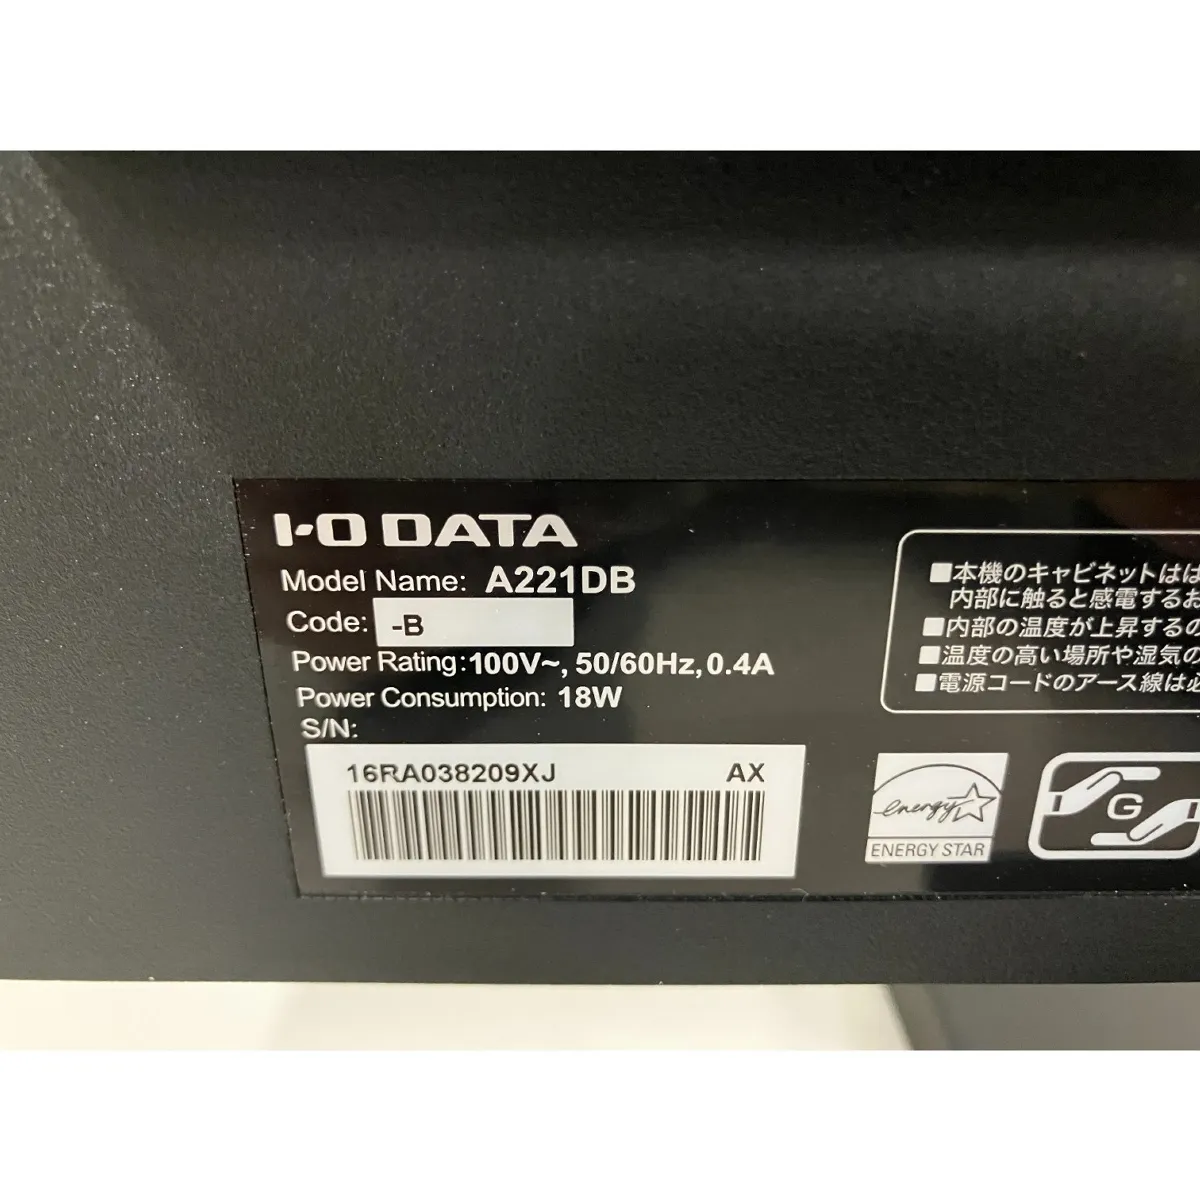 I-O DATA
Model Name: A221DB
Code: -B
Power Rating: 100V~, 50/60Hz, 0.4A
Power Consumption: 18W
S/N:
16RA038209XJ AX
■本機のキャビネットはは
内部に触ると感電するお
■内部の温度が上昇するの
■温度の高い場所や湿気の
■電源コードのアース線は必
energy
ENERGY STAR
G